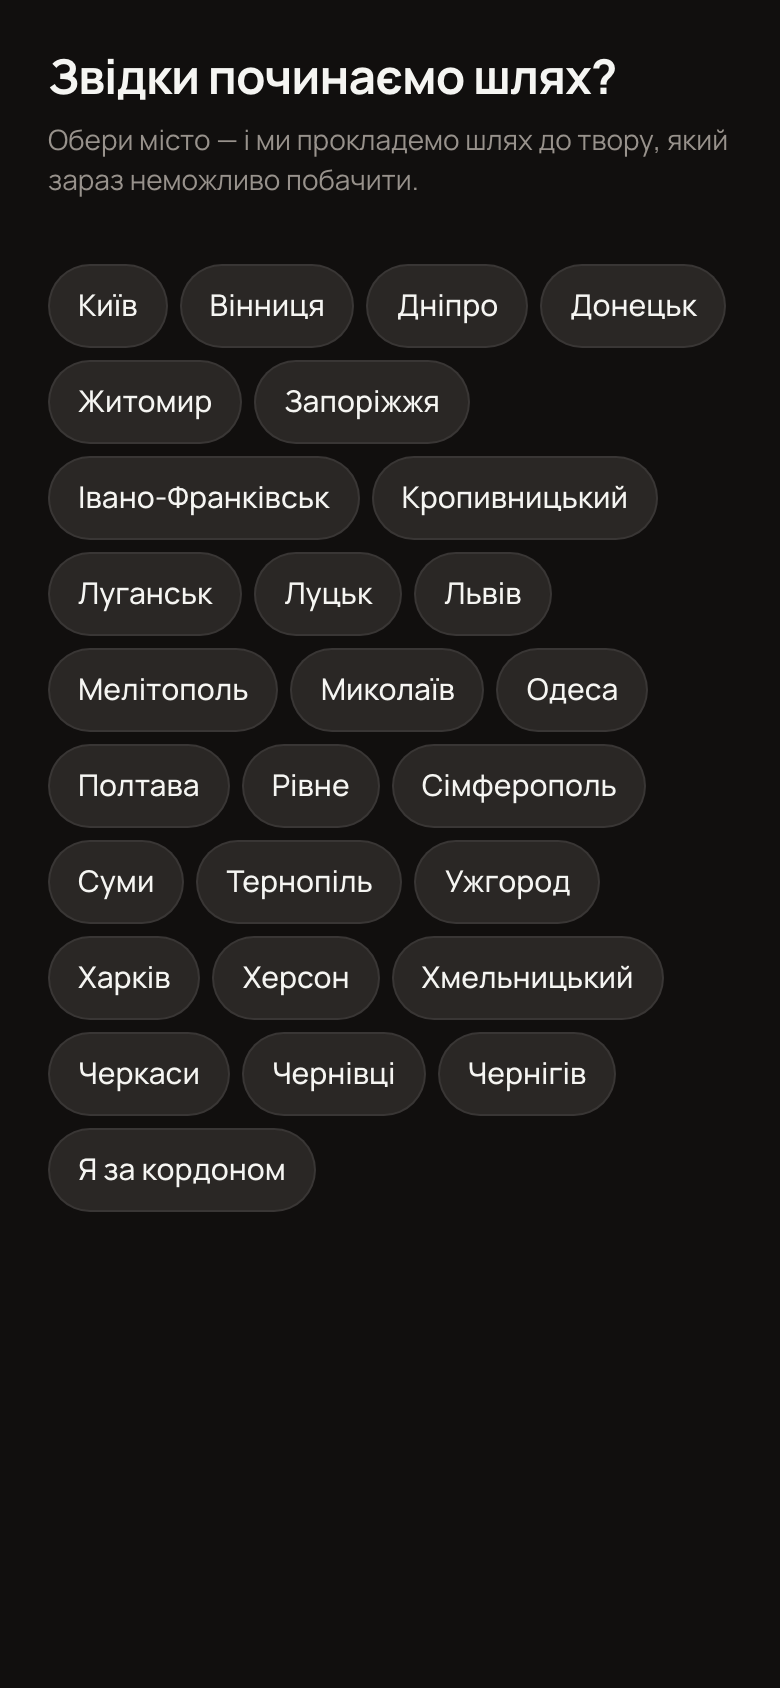 Звідки починаємо шлях?
Обери місто — і ми прокладемо шлях до твору, який
зараз неможливо побачити.
Київ Вінниця Дніпро Донецьк
Житомир Запоріжжя
Івано-Франківськ Кропивницький
Луганськ Луцьк Львів
Мелітополь Миколаїв Одеса
Полтава Рівне Сімферополь
Суми Тернопіль Ужгород
Харків Херсон Хмельницький
Черкаси Чернівці Чернігів
Я за кордоном